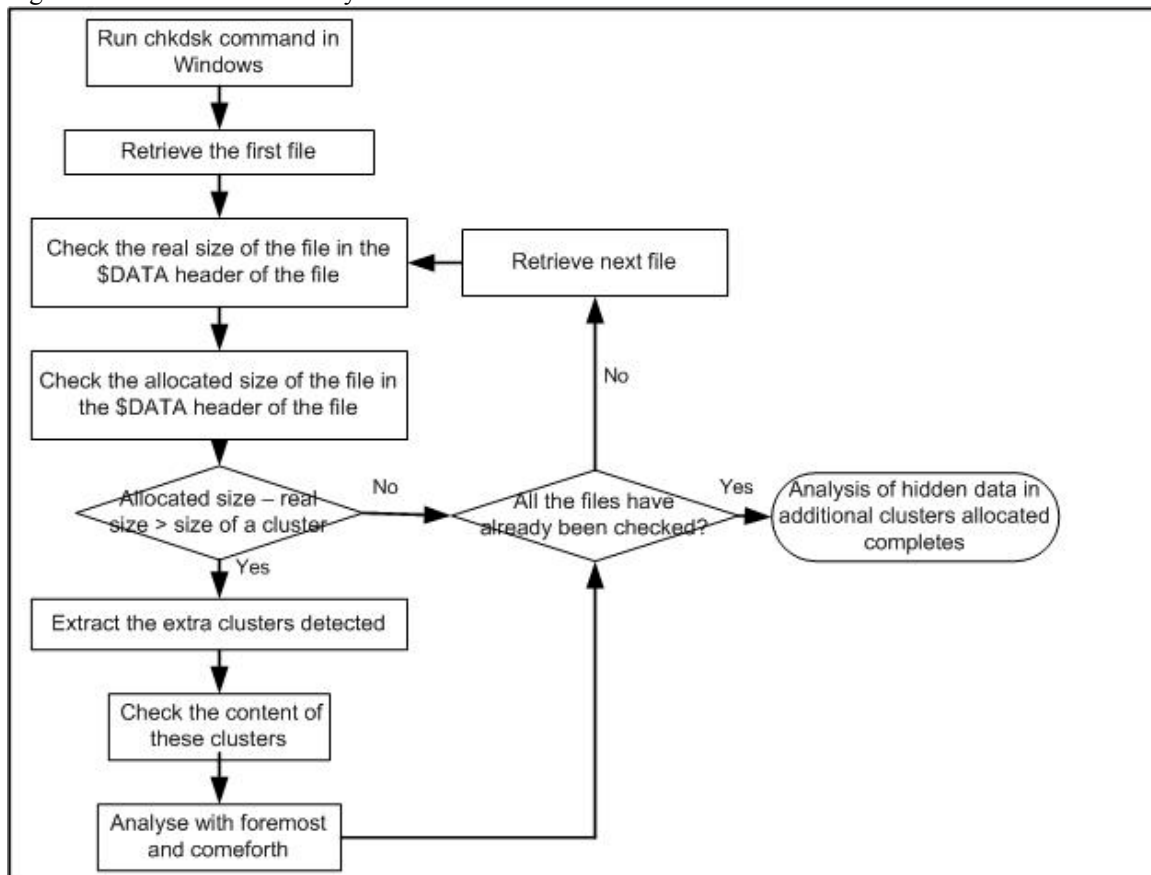 Run chkdsk command in
Windows
Retrieve the first file
Check the real size of the file in the
$DATA header of the file
Retrieve next file
Check the allocated size of the file in
the $DATA header of the file
No
Allocated size – real
size > size of a cluster
No
All the files have
already been checked?
Yes
Analysis of hidden data in
additional clusters allocated
completes
Yes
Extract the extra clusters detected
Check the content of
these clusters
Analyse with foremost
and comeforth